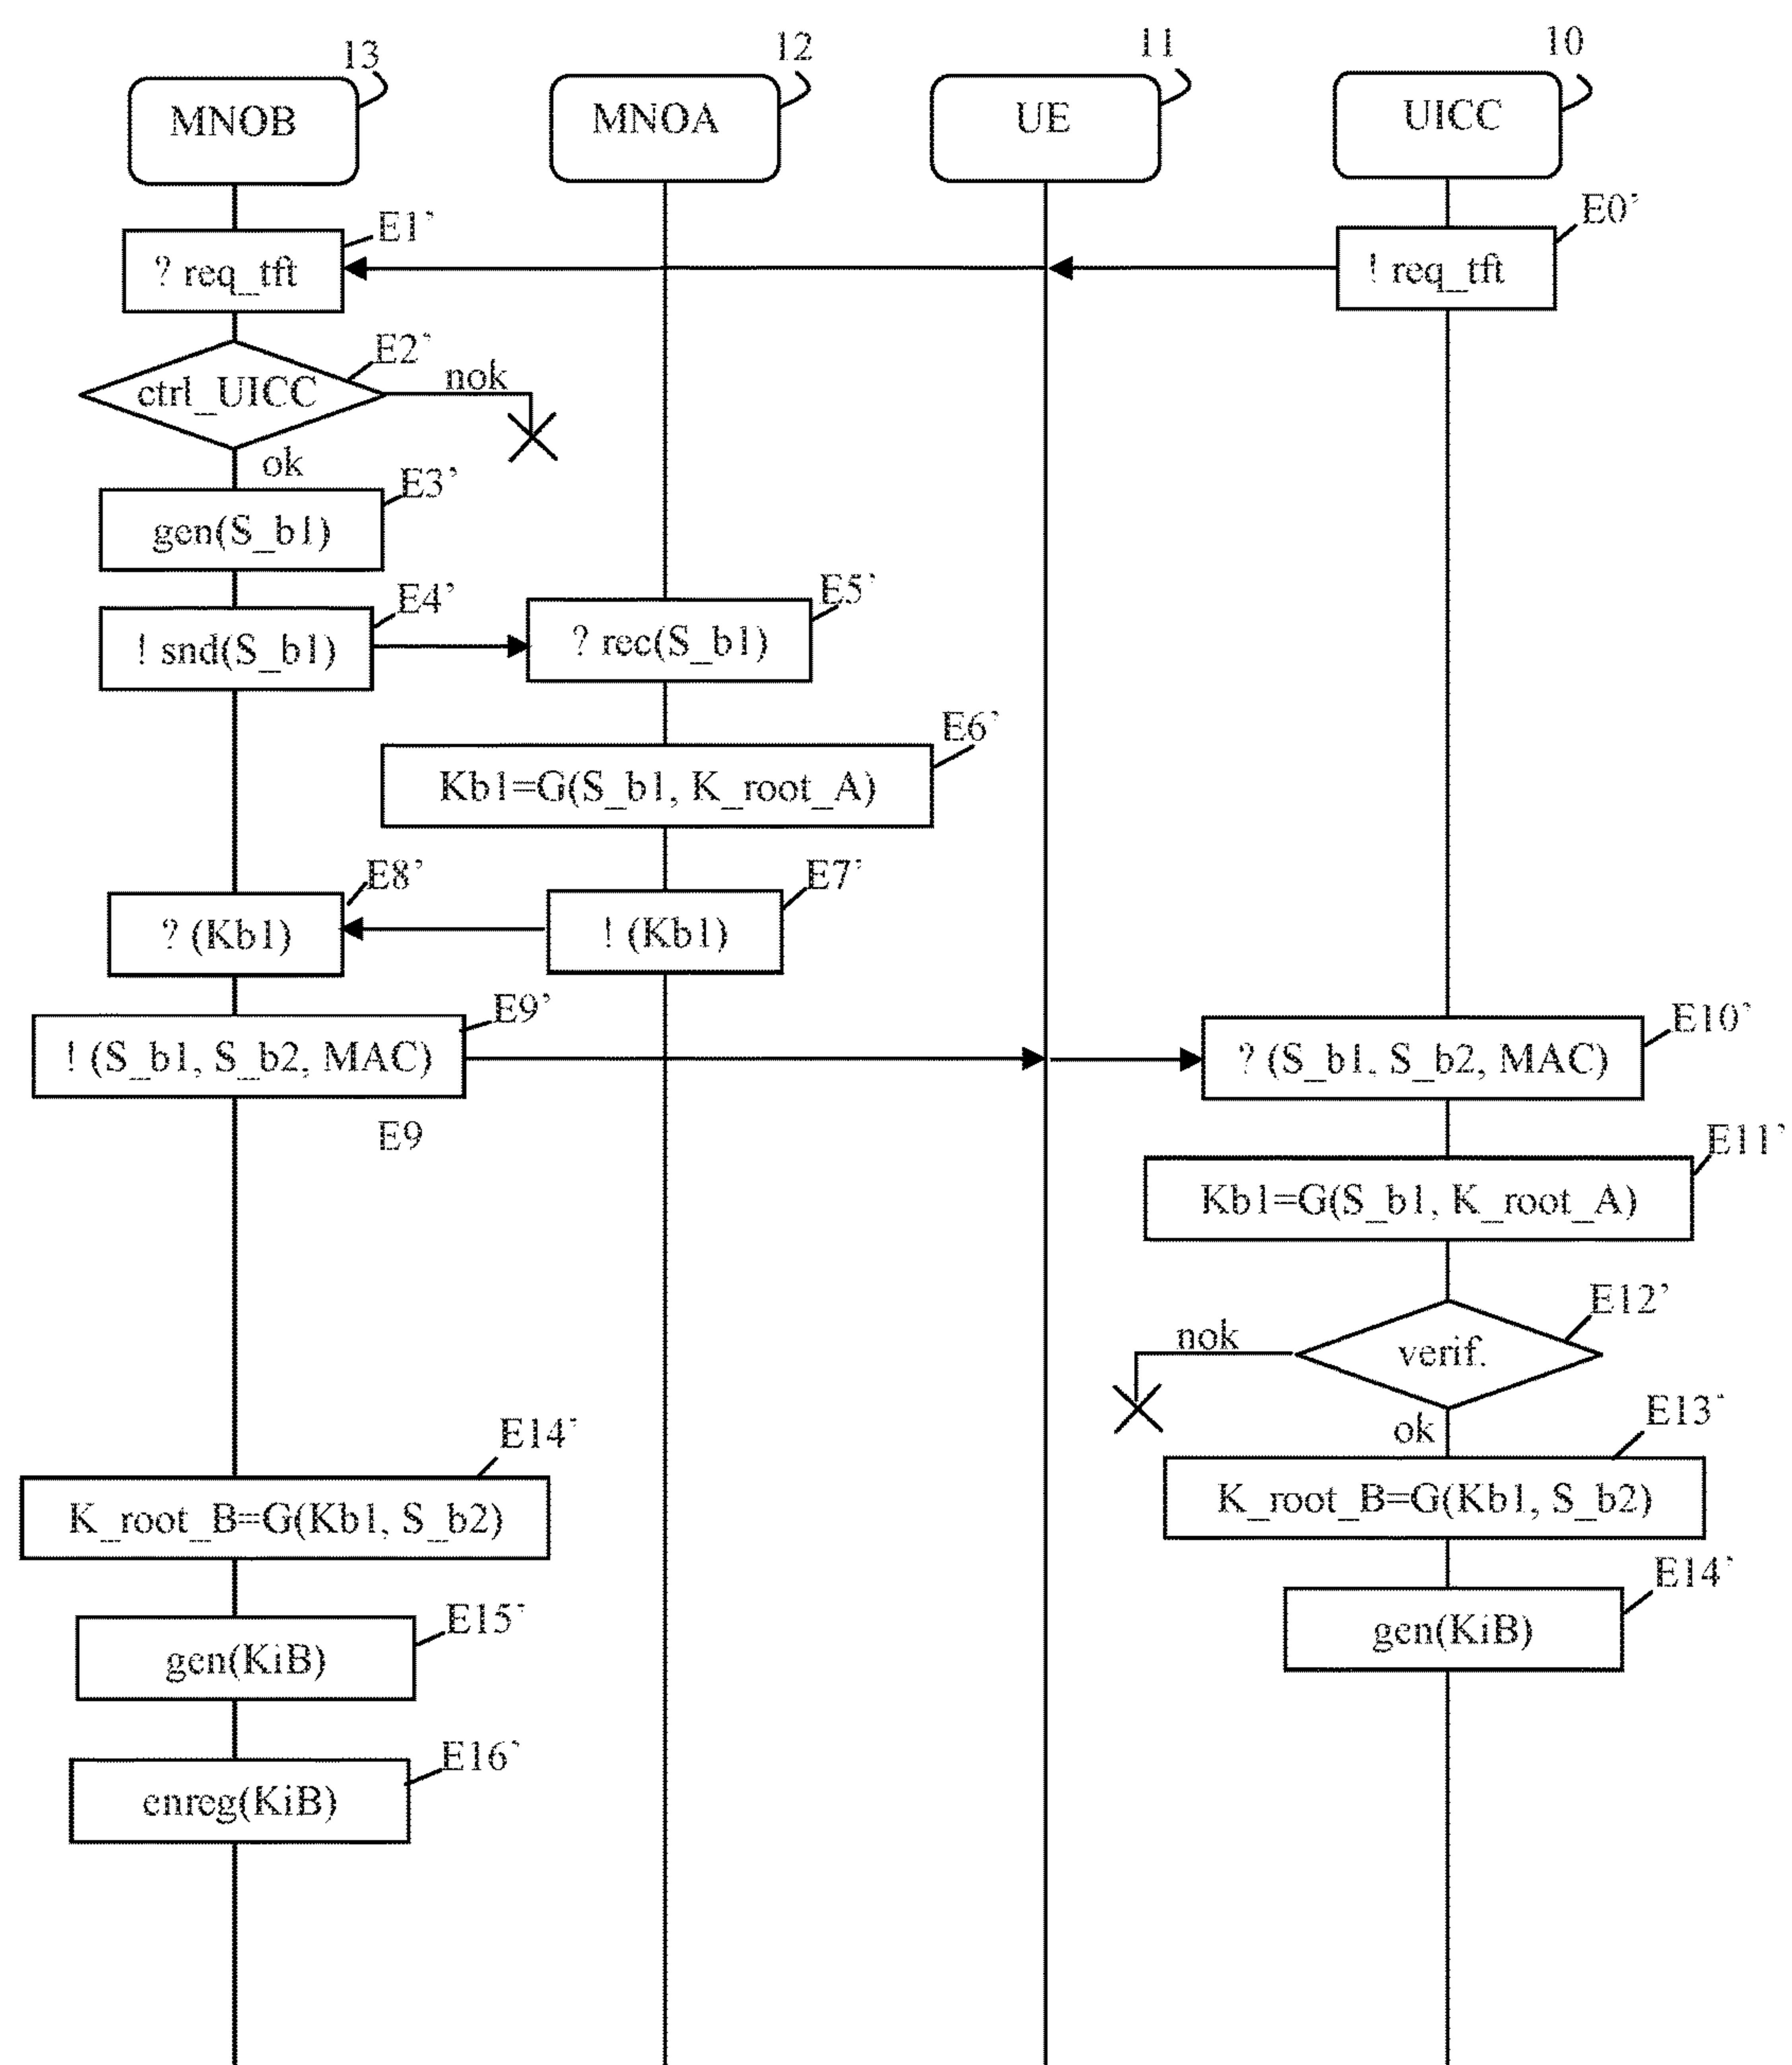 13
12
11
10
MNOB
MNOA
UE
UICC
E1’
E0’
? req_tft
! req_tft
E2’
ctrl_UICC
nok
ok
E3’
gen(S_b1)
E4’
E5’
! snd(S_b1)
? rec(S_b1)
E6’
Kb1=G(S_b1, K_root_A)
E8’
E7’
? (Kb1)
! (Kb1)
E9’
E10’
! (S_b1, S_b2, MAC)
? (S_b1, S_b2, MAC)
E9
E11’
Kb1=G(S_b1, K_root_A)
E12’
nok
verif.
ok
E13’
E14’
K_root_B=G(Kb1, S_b2)
K_root_B=G(Kb1, S_b2)
E14’
E15’
gen(KiB)
gen(KiB)
E16’
enreg(KiB)